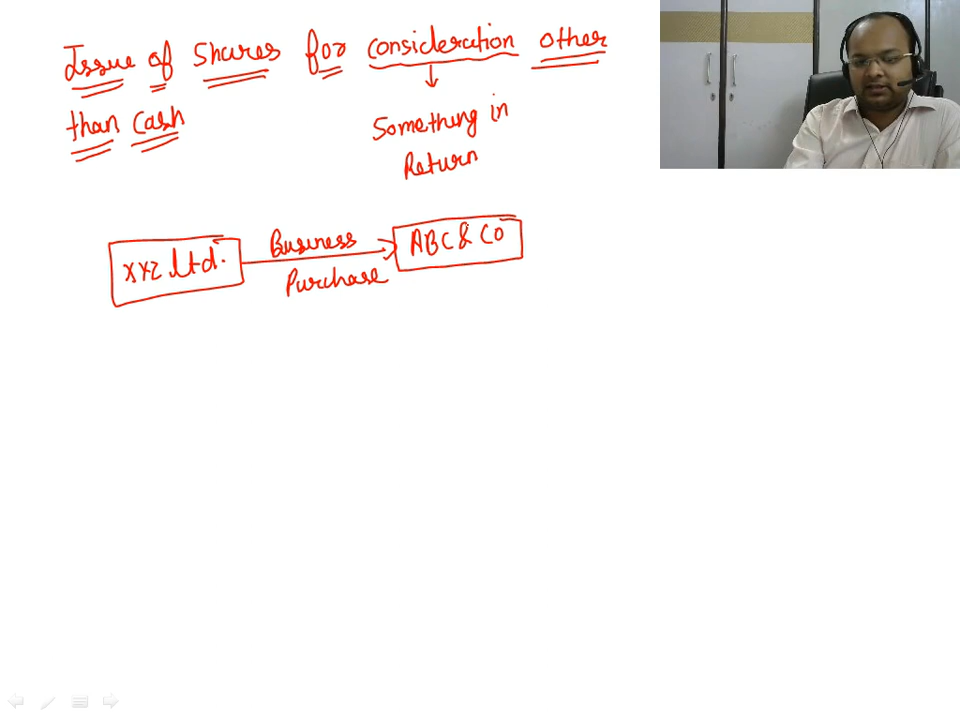 Issue of Shares for consideration other
than cash
Something in
Return
Business
XYZ Ltd.
ABC & CO
Purchase